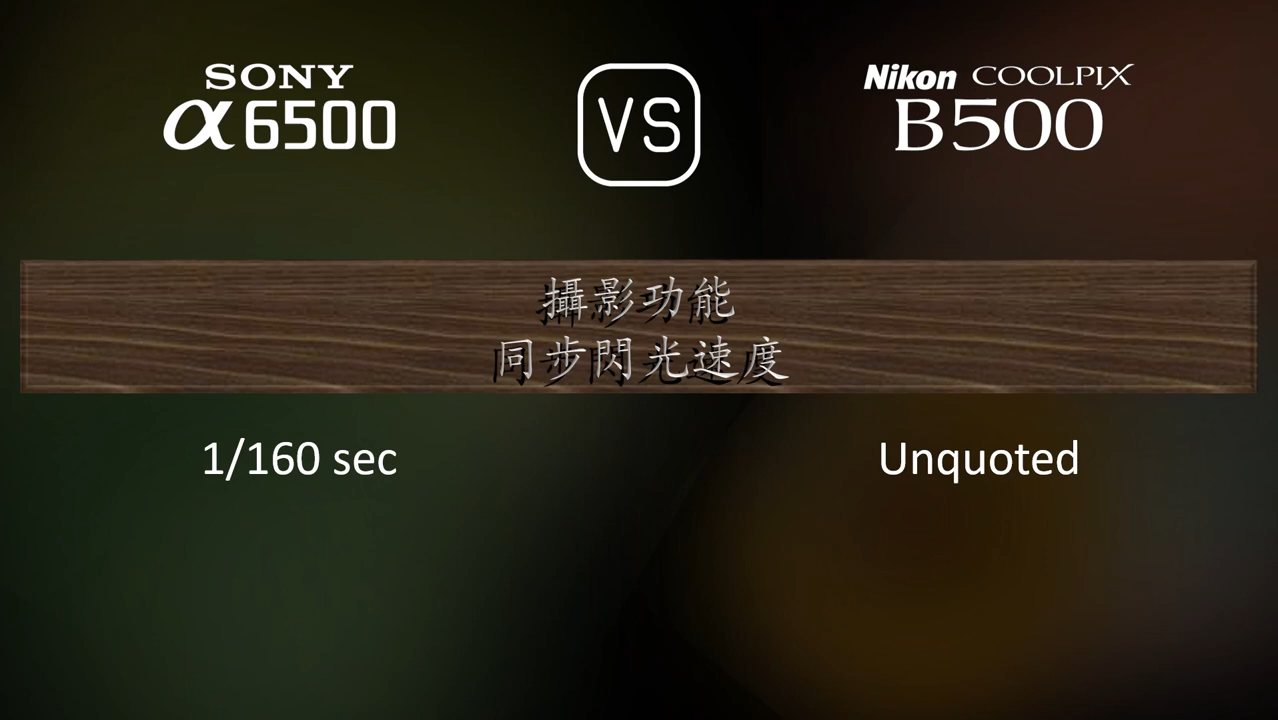 SONY
α6500
VS
Nikon COOLPIX
B500
攝影功能
同步閃光速度
1/160 sec
Unquoted